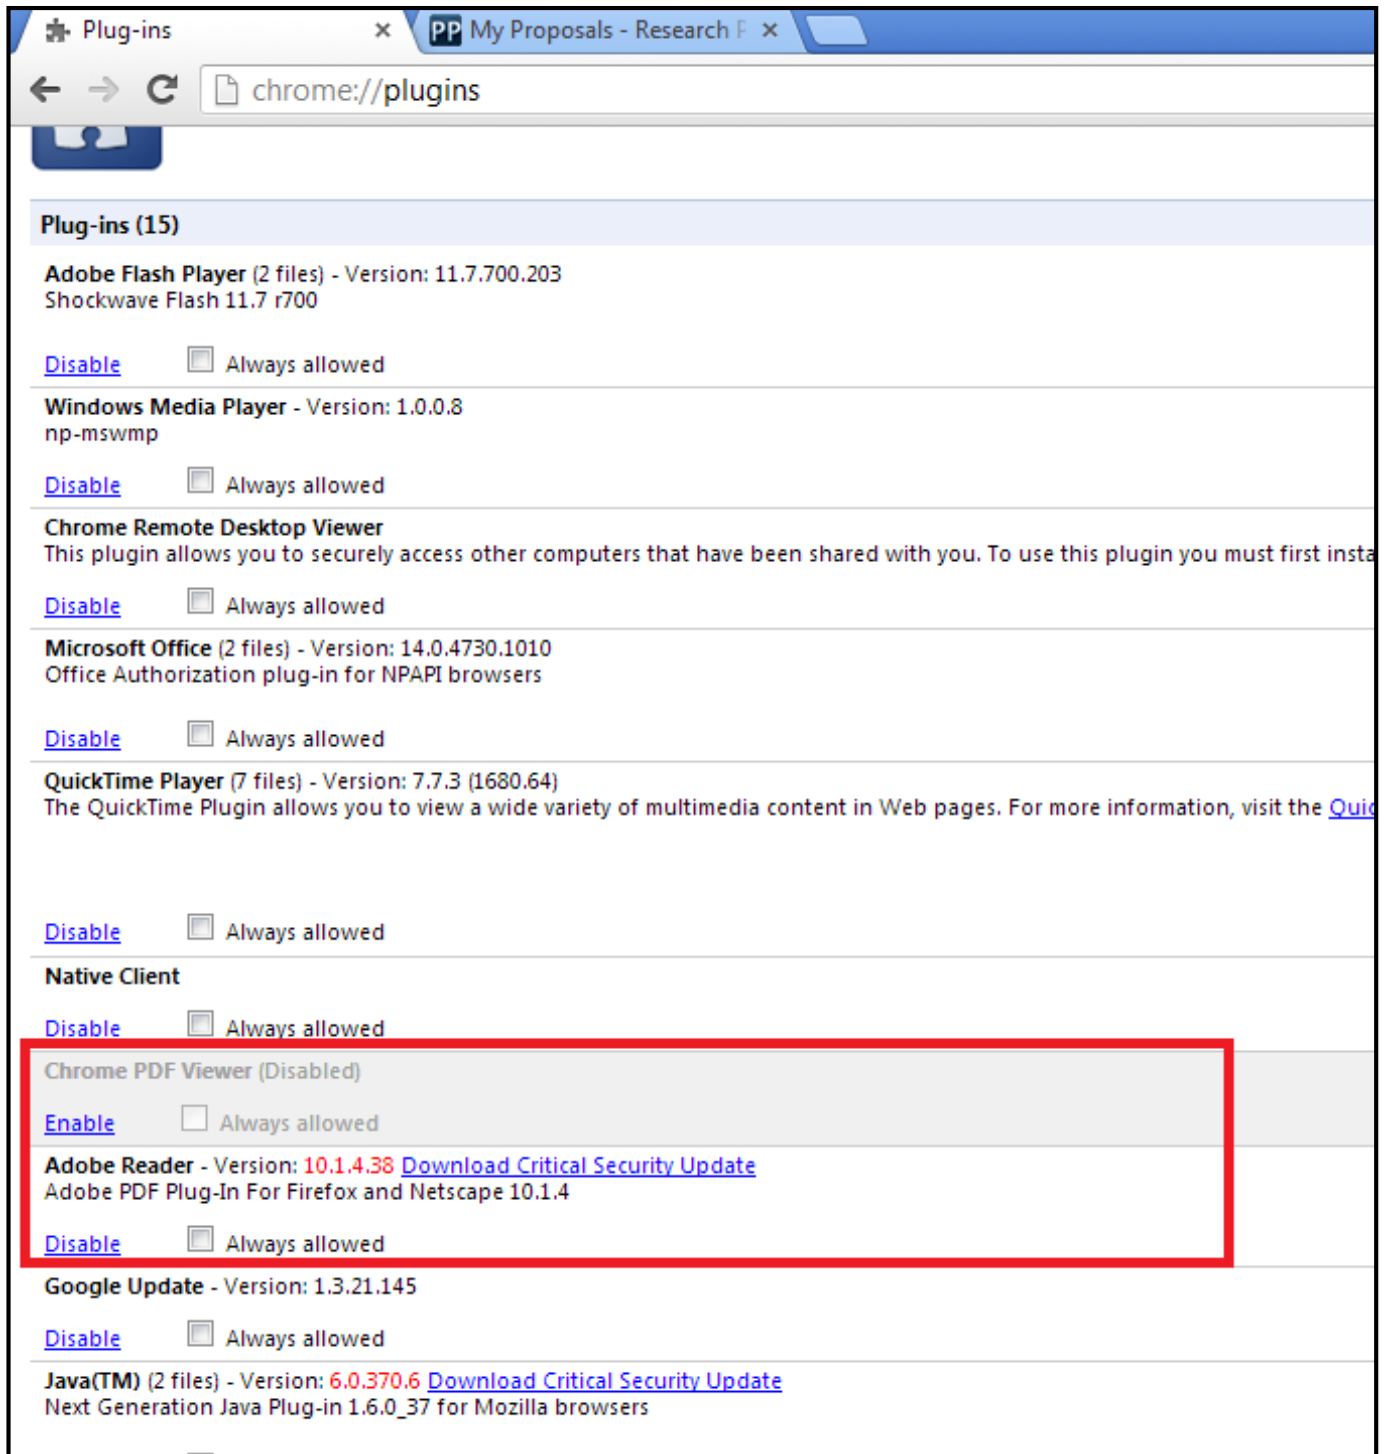 Plug-ins
PP My Proposals - Research P
chrome://plugins
Plug-ins (15)
Adobe Flash Player (2 files) - Version: 11.7.700.203
Shockwave Flash 11.7 r700
Disable Always allowed
Windows Media Player - Version: 1.0.0.8
np-mswmp
Disable Always allowed
Chrome Remote Desktop Viewer
This plugin allows you to securely access other computers that have been shared with you. To use this plugin you must first insta
Disable Always allowed
Microsoft Office (2 files) - Version: 14.0.4730.1010
Office Authorization plug-in for NPAPI browsers
Disable Always allowed
QuickTime Player (7 files) - Version: 7.7.3 (1680.64)
The QuickTime Plugin allows you to view a wide variety of multimedia content in Web pages. For more information, visit the Quic
Disable Always allowed
Native Client
Disable Always allowed
Chrome PDF Viewer (Disabled)
Enable Always allowed
Adobe Reader - Version: 10.1.4.38 Download Critical Security Update
Adobe PDF Plug-In For Firefox and Netscape 10.1.4
Disable Always allowed
Google Update - Version: 1.3.21.145
Disable Always allowed
Java(TM) (2 files) - Version: 6.0.370.6 Download Critical Security Update
Next Generation Java Plug-in 1.6.0_37 for Mozilla browsers